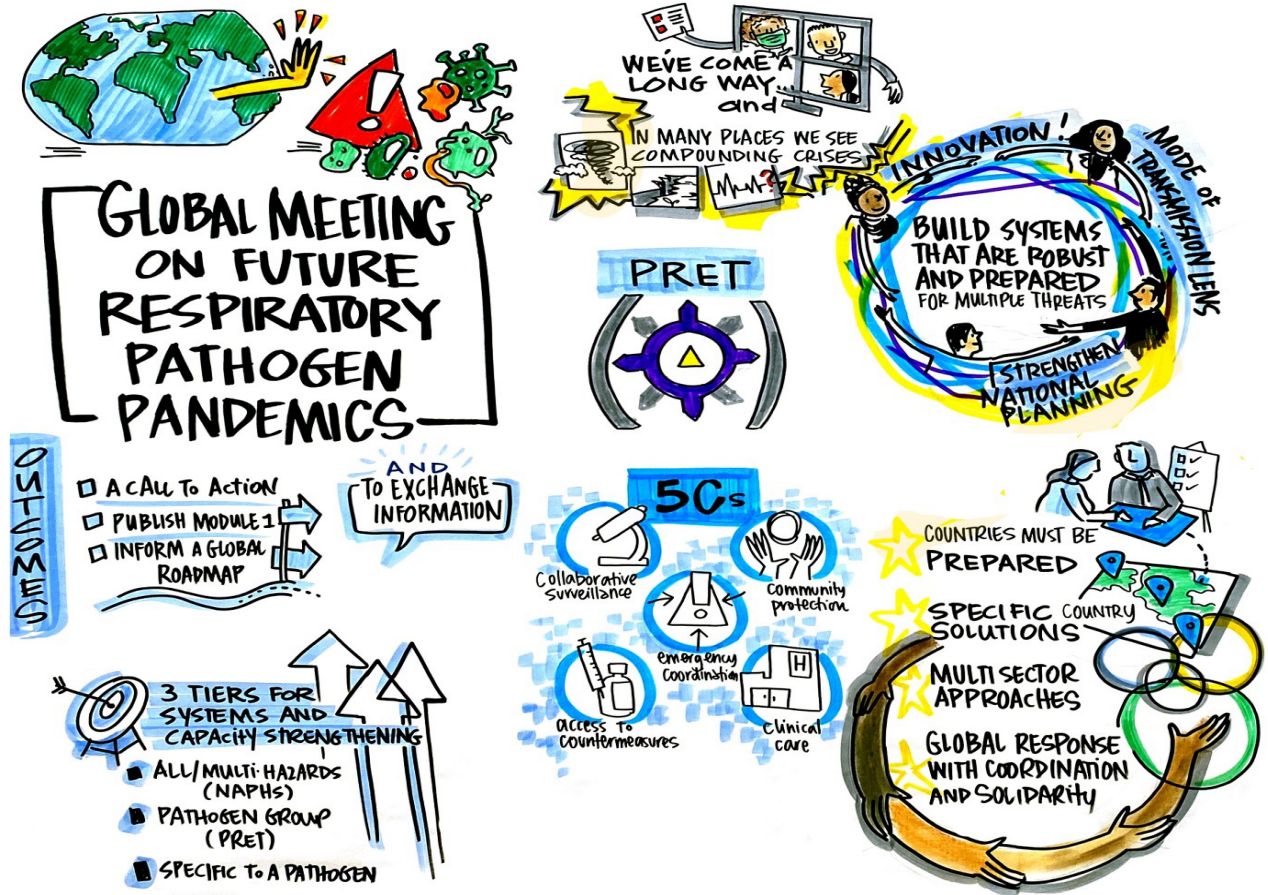 GLOBAL MEETING
ON FUTURE
RESPIRATORY
PATHOGEN
PANDEMICS
OUTCOMES
A CALL TO ACTION
PUBLISH MODULE 1
INFORM A GLOBAL
ROADMAP
AND
TO EXCHANGE
INFORMATION
3 TIERS FOR
SYSTEMS AND
CAPACITY STRENGTHENING
ALL/MULTI-HAZARDS
(NAPHS)
PATHOGEN GROUP
(PRET)
SPECIFIC TO A PATHOGEN
WE'VE COME A
LONG WAY
and
IN MANY PLACES WE SEE
COMPOUNDING CRISES
?
PRET
INNOVATION!
MODE OF
TRANSMISSION LENS
BUILD SYSTEMS
THAT ARE ROBUST
AND PREPARED
FOR MULTIPLE THREATS
STRENGTHEN
NATIONAL
PLANNING
5Cs
Collaborative
surveillance
community
protection
emergency
coordination
access to
countermeasures
H
clinical
care
COUNTRIES MUST BE
PREPARED
SPECIFIC COUNTRY
SOLUTIONS
MULTI SECTOR
APPROACHES
GLOBAL RESPONSE
WITH COORDINATION
AND SOLIDARITY